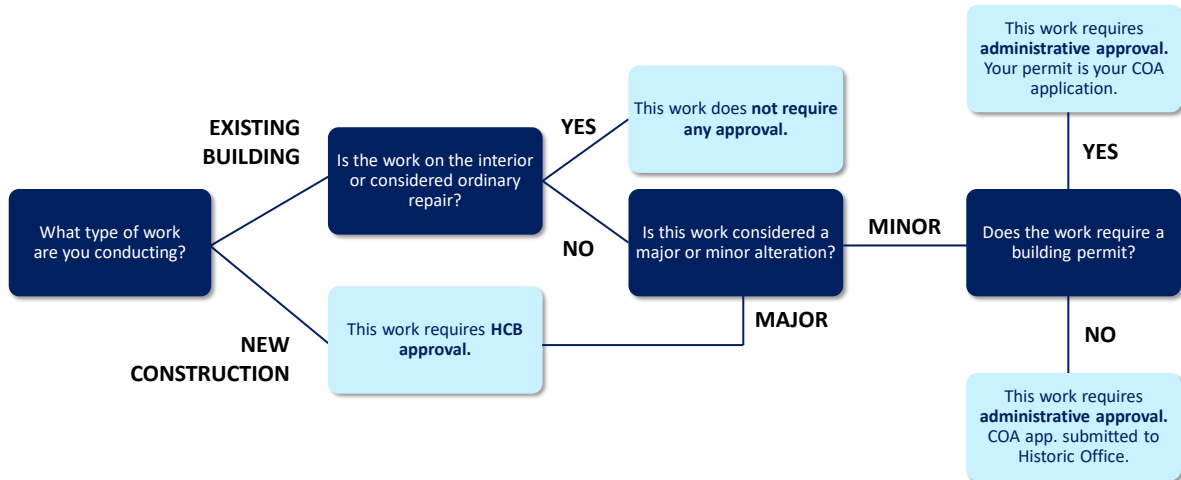 What type of work
are you conducting?
EXISTING
BUILDING
Is the work on the interior
or considered ordinary
repair?
YES
This work does not require
any approval.
NO
Is this work considered a
major or minor alteration?
MINOR
Does the work require a
building permit?
YES
This work requires
administrative approval.
Your permit is your COA
application.
NO
This work requires
administrative approval.
COA app. submitted to
Historic Office.
MAJOR
NEW
CONSTRUCTION
This work requires HCB
approval.